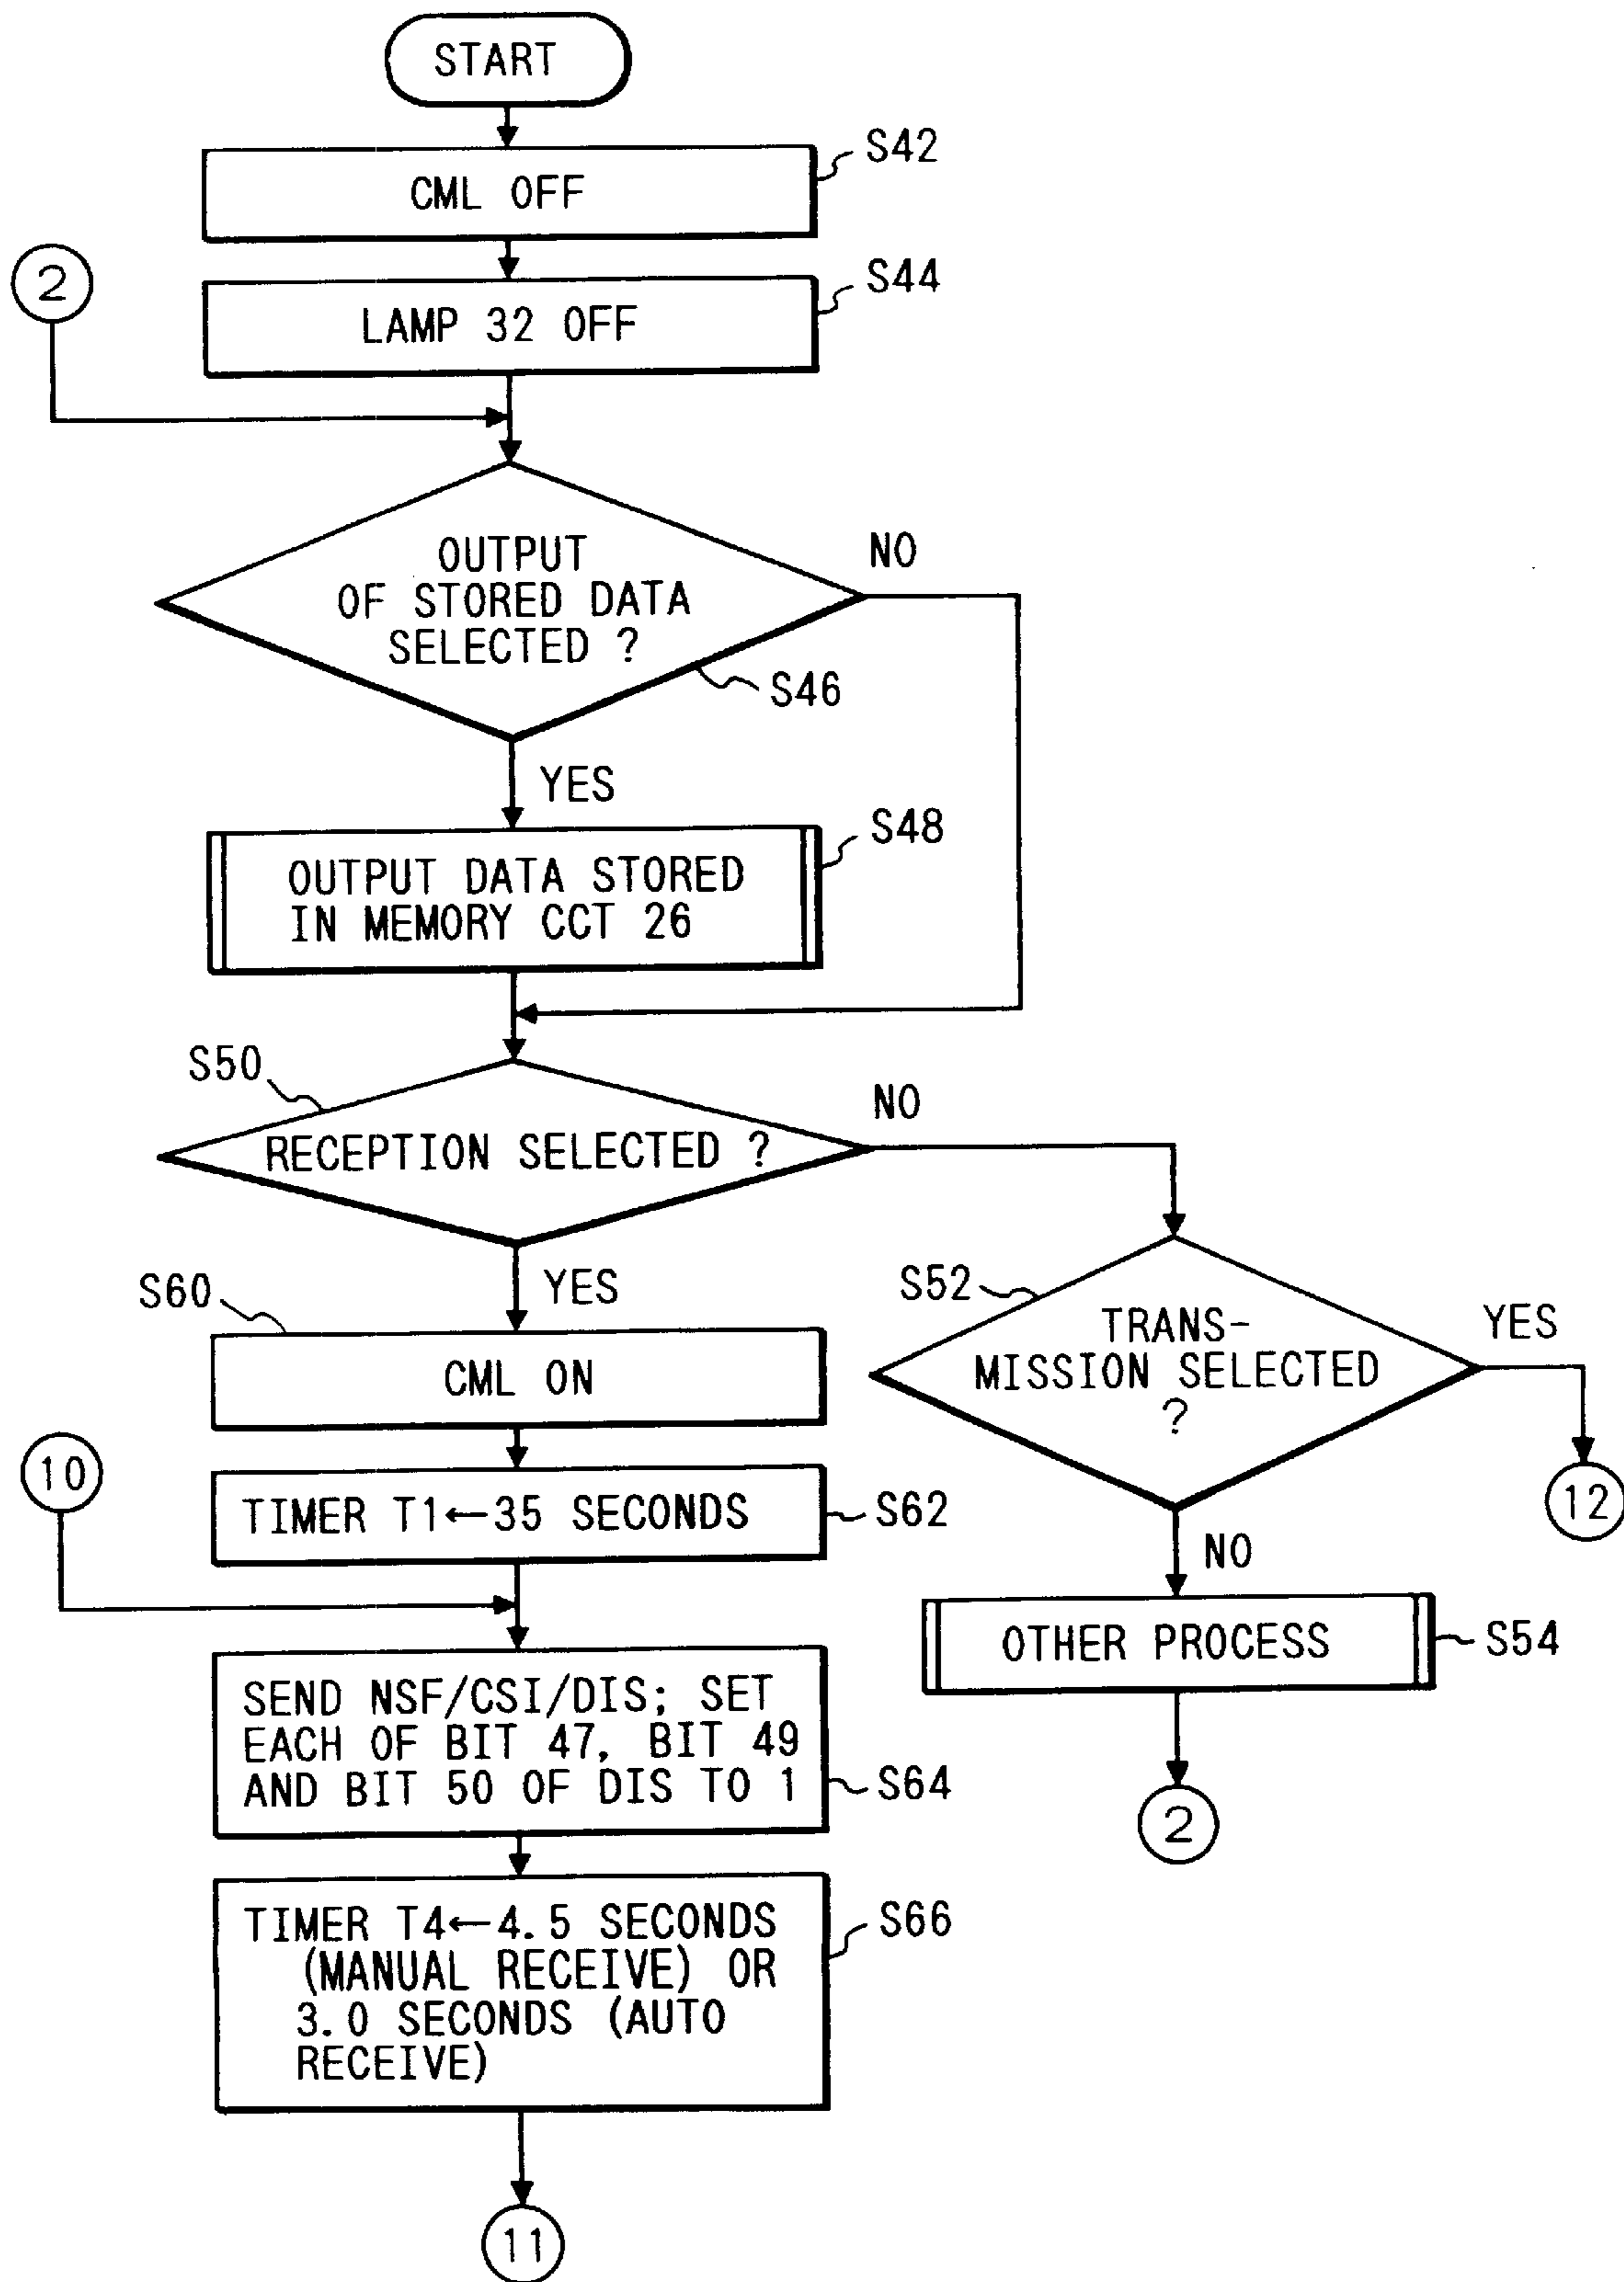 START
CML OFF
S42
2
LAMP 32 OFF
S44
OUTPUT
OF STORED DATA
SELECTED ?
NO
S46
YES
OUTPUT DATA STORED
IN MEMORY CCT 26
S48
S50
RECEPTION SELECTED ?
NO
YES
S60
CML ON
S52
TRANS-
MISSION SELECTED
?
YES
12
10
TIMER T1←35 SECONDS
S62
NO
OTHER PROCESS
S54
2
SEND NSF/CSI/DIS; SET
EACH OF BIT 47, BIT 49
AND BIT 50 OF DIS TO 1
S64
TIMER T4←4.5 SECONDS
(MANUAL RECEIVE) OR
3.0 SECONDS (AUTO
RECEIVE)
S66
11